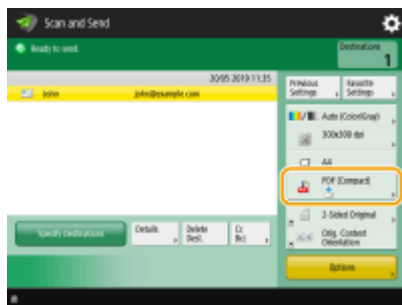 Scan and Send
Ready to send.
Destinations
1
30/05 2019 11:35
John
john@example.com
Previous Settings
Favorite Settings
Auto (Color/Gray)
300x300 dpi
A4
PDF (Compact)
2-Sided Original
Orig. Content
Orientation
Specify Destinations
Details
Delete
Dest.
Cc
Bcc
Options